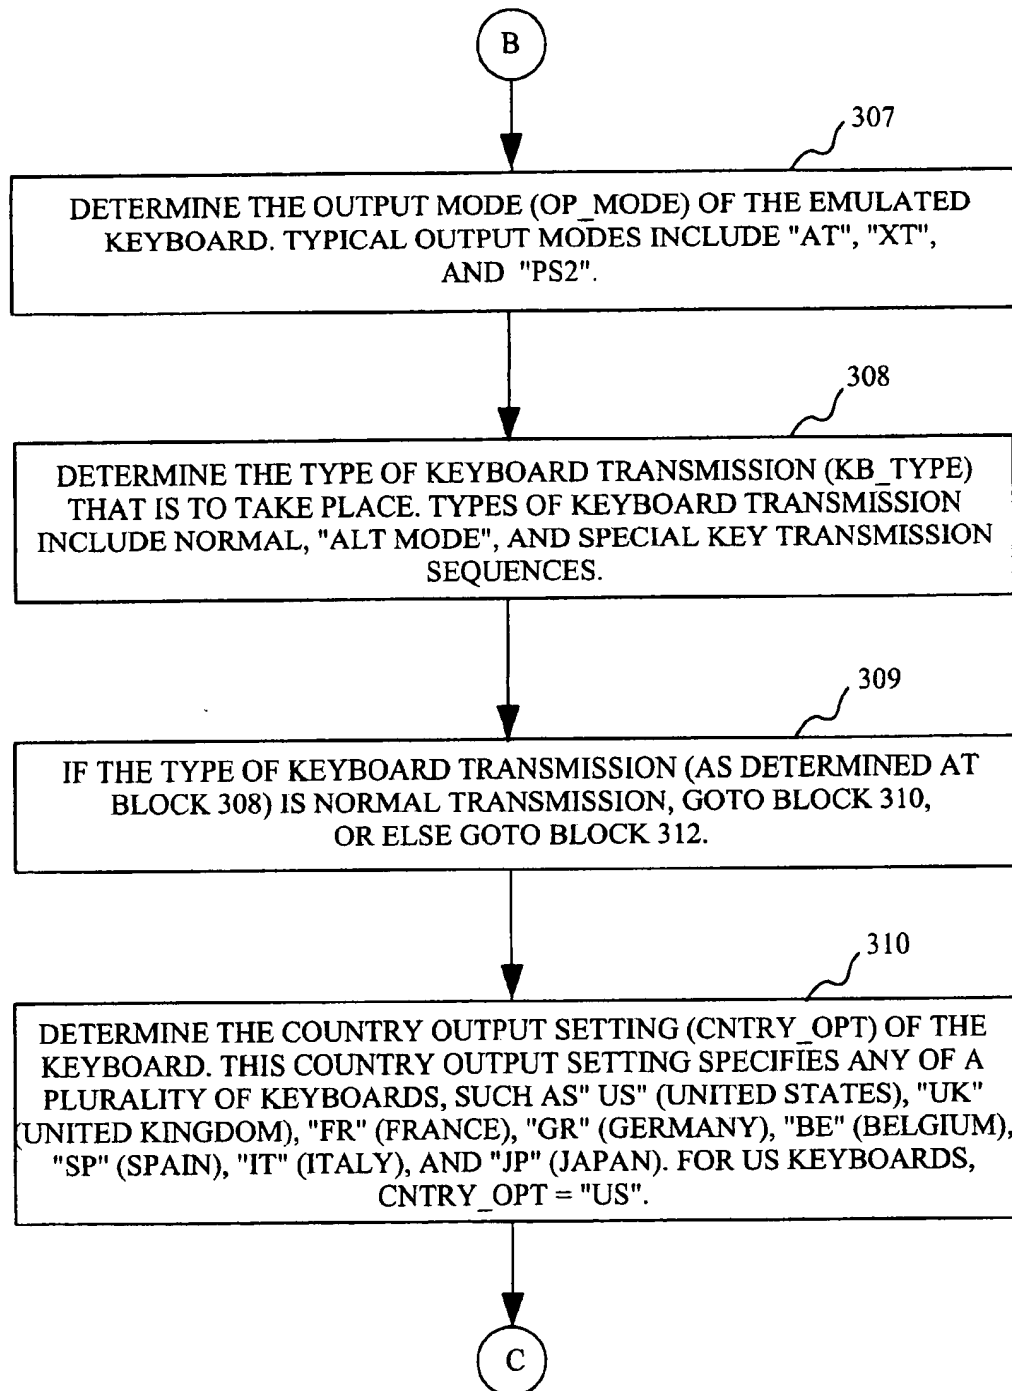 B
307
DETERMINE THE OUTPUT MODE (OP_MODE) OF THE EMULATED
KEYBOARD. TYPICAL OUTPUT MODES INCLUDE "AT", "XT",
AND "PS2".
308
DETERMINE THE TYPE OF KEYBOARD TRANSMISSION (KB_TYPE)
THAT IS TO TAKE PLACE. TYPES OF KEYBOARD TRANSMISSION
INCLUDE NORMAL, "ALT MODE", AND SPECIAL KEY TRANSMISSION
SEQUENCES.
309
IF THE TYPE OF KEYBOARD TRANSMISSION (AS DETERMINED AT
BLOCK 308) IS NORMAL TRANSMISSION, GOTO BLOCK 310,
OR ELSE GOTO BLOCK 312.
310
DETERMINE THE COUNTRY OUTPUT SETTING (CNTRY_OPT) OF THE
KEYBOARD. THIS COUNTRY OUTPUT SETTING SPECIFIES ANY OF A
PLURALITY OF KEYBOARDS, SUCH AS" US" (UNITED STATES), "UK"
(UNITED KINGDOM), "FR" (FRANCE), "GR" (GERMANY), "BE" (BELGIUM),
"SP" (SPAIN), "IT" (ITALY), AND "JP" (JAPAN). FOR US KEYBOARDS,
CNTRY_OPT = "US".
C